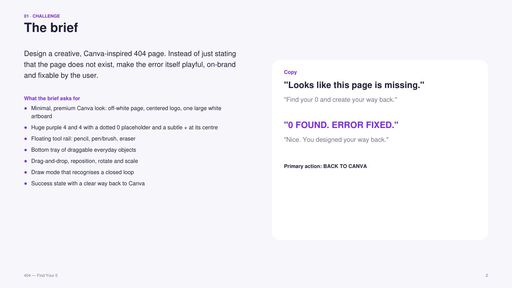 01 · CHALLENGE
The brief
Design a creative, Canva-inspired 404 page. Instead of just stating
that the page does not exist, make the error itself playful, on-brand
and fixable by the user.
What the brief asks for
• Minimal, premium Canva look: off-white page, centered logo, one large white
artboard
• Huge purple 4 and 4 with a dotted 0 placeholder and a subtle + at its centre
• Floating tool rail: pencil, pen/brush, eraser
• Bottom tray of draggable everyday objects
• Drag-and-drop, reposition, rotate and scale
• Draw mode that recognises a closed loop
• Success state with a clear way back to Canva
Copy
"Looks like this page is missing."
"Find your 0 and create your way back."
"0 FOUND. ERROR FIXED."
"Nice. You designed your way back."
Primary action: BACK TO CANVA
404 — Find Your 0
2